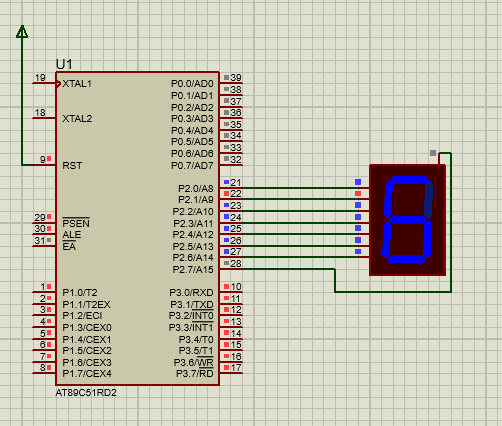 U1
19 XTAL1 P0.0/AD0 39
P0.1/AD1 38
P0.2/AD2 37
18 XTAL2 P0.3/AD3 36
P0.4/AD4 35
P0.5/AD5 34
P0.6/AD6 33
9 RST P0.7/AD7 32
P2.0/A8 21
P2.1/A9 22
P2.2/A10 23
29 PSEN P2.3/A11 24
30 ALE P2.4/A12 25
31 EA P2.5/A13 26
P2.6/A14 27
P2.7/A15 28
1 P1.0/T2 P3.0/RXD 10
2 P1.1/T2EX P3.1/TXD 11
3 P1.2/ECI P3.2/INT0 12
4 P1.3/CEX0 P3.3/INT1 13
5 P1.4/CEX1 P3.4/T0 14
6 P1.5/CEX2 P3.5/T1 15
7 P1.6/CEX3 P3.6/WR 16
8 P1.7/CEX4 P3.7/RD 17
AT89C51RD2